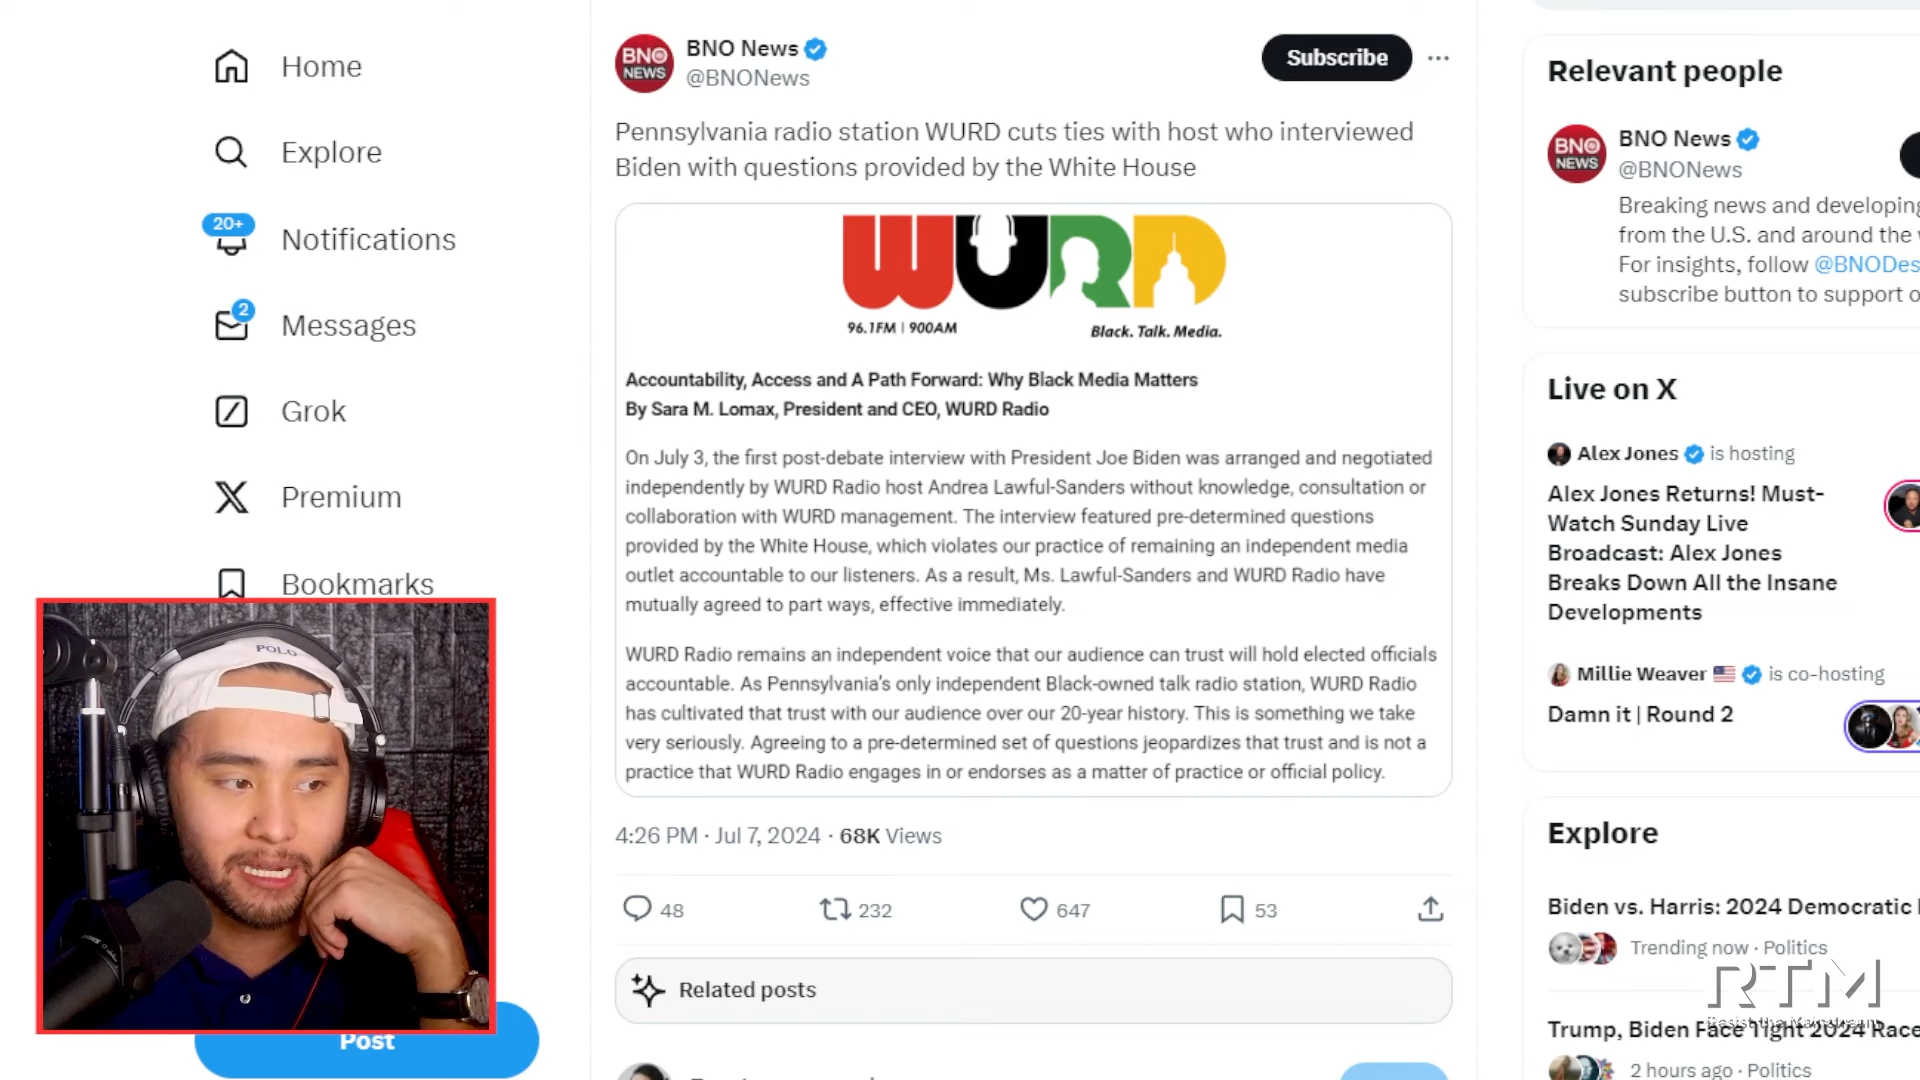 Home
Explore
20+
Notifications
2
Messages
Grok
Premium
Bookmarks
POLO
Post
BNO NEWS
BNO News
@BNONews
Subscribe
Pennsylvania radio station WURD cuts ties with host who interviewed
Biden with questions provided by the White House
WURD
96.1FM | 900AM
Black. Talk. Media.
Accountability, Access and A Path Forward: Why Black Media Matters
By Sara M. Lomax, President and CEO, WURD Radio
On July 3, the first post-debate interview with President Joe Biden was arranged and negotiated
independently by WURD Radio host Andrea Lawful-Sanders without knowledge, consultation or
collaboration with WURD management. The interview featured pre-determined questions
provided by the White House, which violates our practice of remaining an independent media
outlet accountable to our listeners. As a result, Ms. Lawful-Sanders and WURD Radio have
mutually agreed to part ways, effective immediately.
WURD Radio remains an independent voice that our audience can trust will hold elected officials
accountable. As Pennsylvania's only independent Black-owned talk radio station, WURD Radio
has cultivated that trust with our audience over our 20-year history. This is something we take
very seriously. Agreeing to a pre-determined set of questions jeopardizes that trust and is not a
practice that WURD Radio engages in or endorses as a matter of practice or official policy.
4:26 PM · Jul 7, 2024 · 68K Views
48
232
647
53
Related posts
Relevant people
BNO NEWS
BNO News
@BNONews
Breaking news and developing
from the U.S. and around the
For insights, follow @BNODes
subscribe button to support
Live on X
Alex Jones is hosting
Alex Jones Returns! Must-
Watch Sunday Live
Broadcast: Alex Jones
Breaks Down All the Insane
Developments
Millie Weaver is co-hosting
Damn it | Round 2
Explore
Biden vs. Harris: 2024 Democratic
Trending now · Politics
RTM
Resist the Mainstream
Trump, Biden Face Tight 2024 Race
2 hours ago · Politics